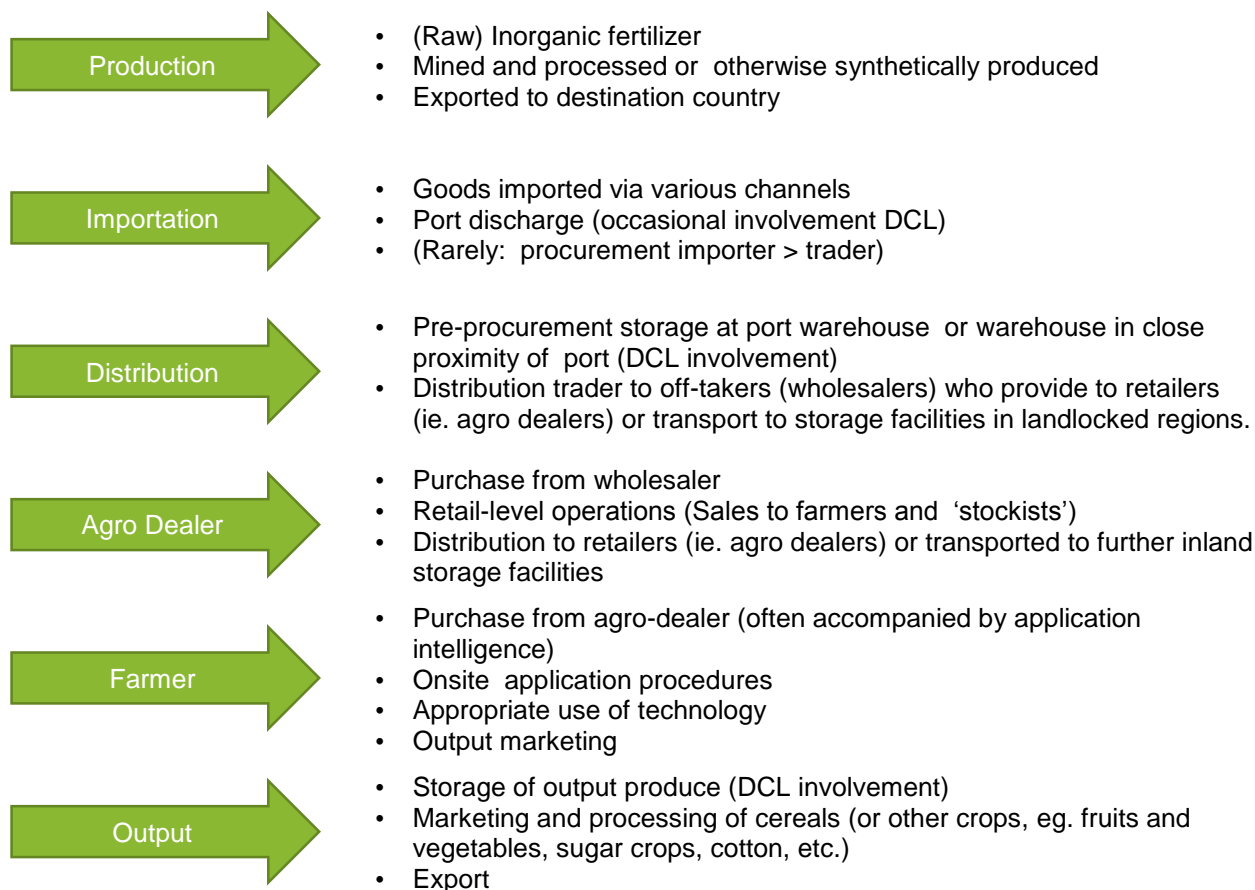 Production
• (Raw) Inorganic fertilizer
• Mined and processed or otherwise synthetically produced
• Exported to destination country
Importation
• Goods imported via various channels
• Port discharge (occasional involvement DCL)
• (Rarely: procurement importer > trader)
Distribution
• Pre-procurement storage at port warehouse or warehouse in close
proximity of port (DCL involvement)
• Distribution trader to off-takers (wholesalers) who provide to retailers
(ie. agro dealers) or transport to storage facilities in landlocked regions.
Agro Dealer
• Purchase from wholesaler
• Retail-level operations (Sales to farmers and ‘stockists’)
• Distribution to retailers (ie. agro dealers) or transported to further inland
storage facilities
Farmer
• Purchase from agro-dealer (often accompanied by application
intelligence)
• Onsite application procedures
• Appropriate use of technology
• Output marketing
Output
• Storage of output produce (DCL involvement)
• Marketing and processing of cereals (or other crops, eg. fruits and
vegetables, sugar crops, cotton, etc.)
• Export